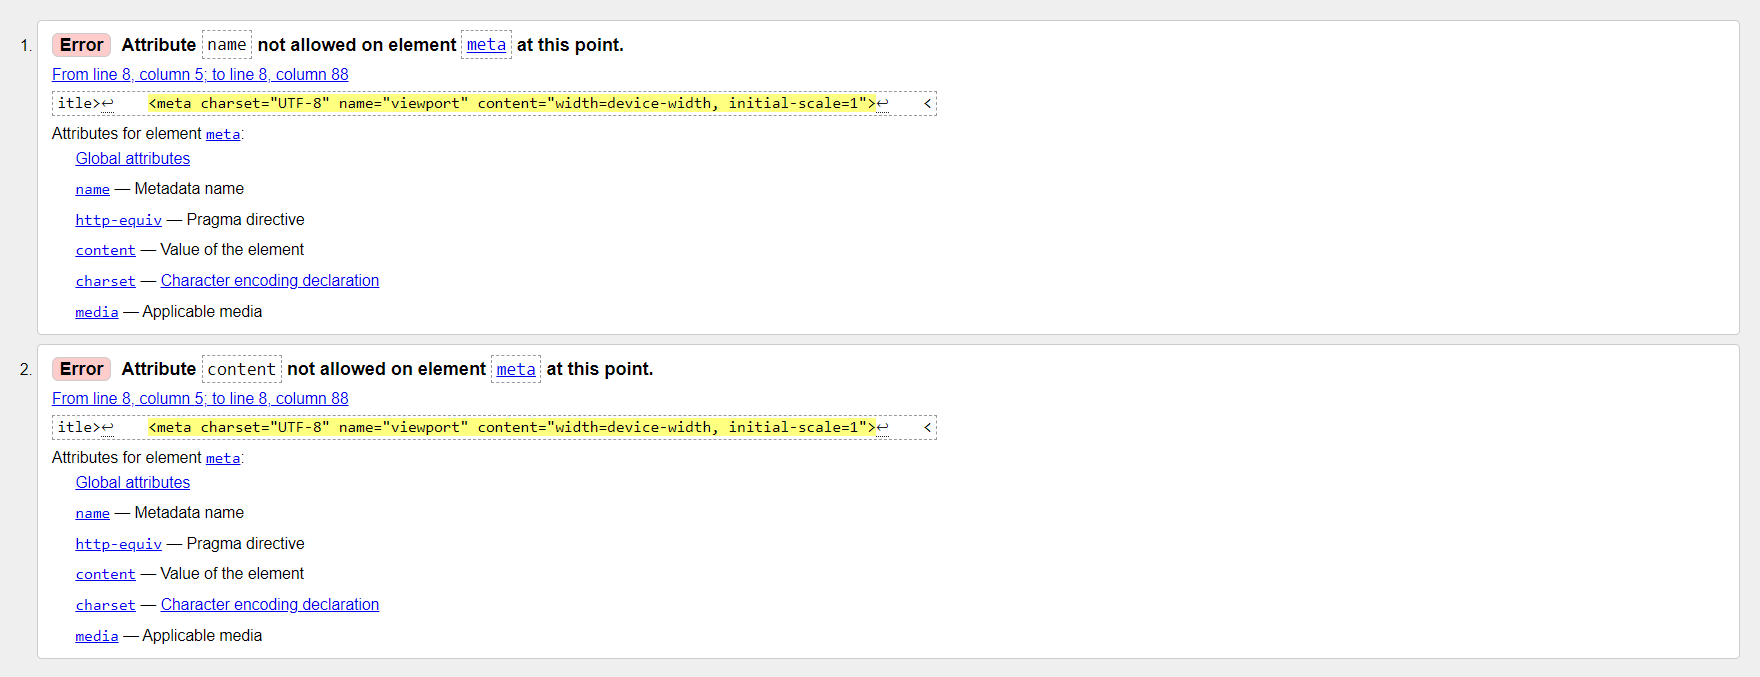 1. Error Attribute name not allowed on element meta at this point.
From line 8, column 5; to line 8, column 88
itle>↩    <meta charset="UTF-8" name="viewport" content="width=device-width, initial-scale=1">↩    <
Attributes for element meta:
Global attributes
name — Metadata name
http-equiv — Pragma directive
content — Value of the element
charset — Character encoding declaration
media — Applicable media
2. Error Attribute content not allowed on element meta at this point.
From line 8, column 5; to line 8, column 88
itle>↩    <meta charset="UTF-8" name="viewport" content="width=device-width, initial-scale=1">↩    <
Attributes for element meta:
Global attributes
name — Metadata name
http-equiv — Pragma directive
content — Value of the element
charset — Character encoding declaration
media — Applicable media